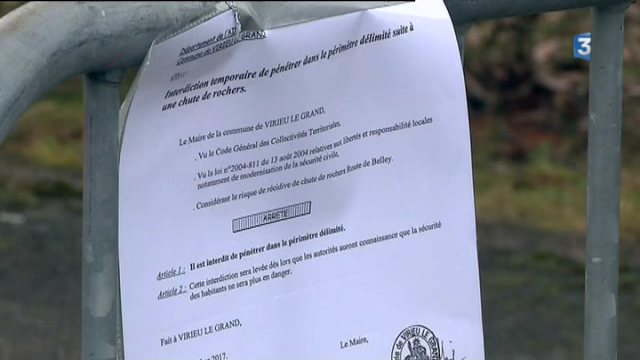 Département de l'AI
Commune de VIRIEU LE GRAND
3
Interdiction temporaire de pénétrer dans le périmètre délimité suite à
une chute de rochers.
Le Maire de la commune de VIRIEU LE GRAND,
. Vu le Code Général des Collectivités Territoriales.
. Vu la loi n°2004-811 du 13 août 2004 relatives aux libertés et responsabilité locales
notamment de modernisation de la sécurité civile.
. Considérant le risque de récidive de chute de rochers Route de Belley.
ARRETE
Article 1 : Il est interdit de pénétrer dans le périmètre délimité.
Article 2 : Cette interdiction sera levée dès lors que les autorités auront connaissance que la sécurité
des habitants ne sera plus en danger.
Fait à VIRIEU LE GRAND,
Le Maire,
2017.
de VIRIEU LE